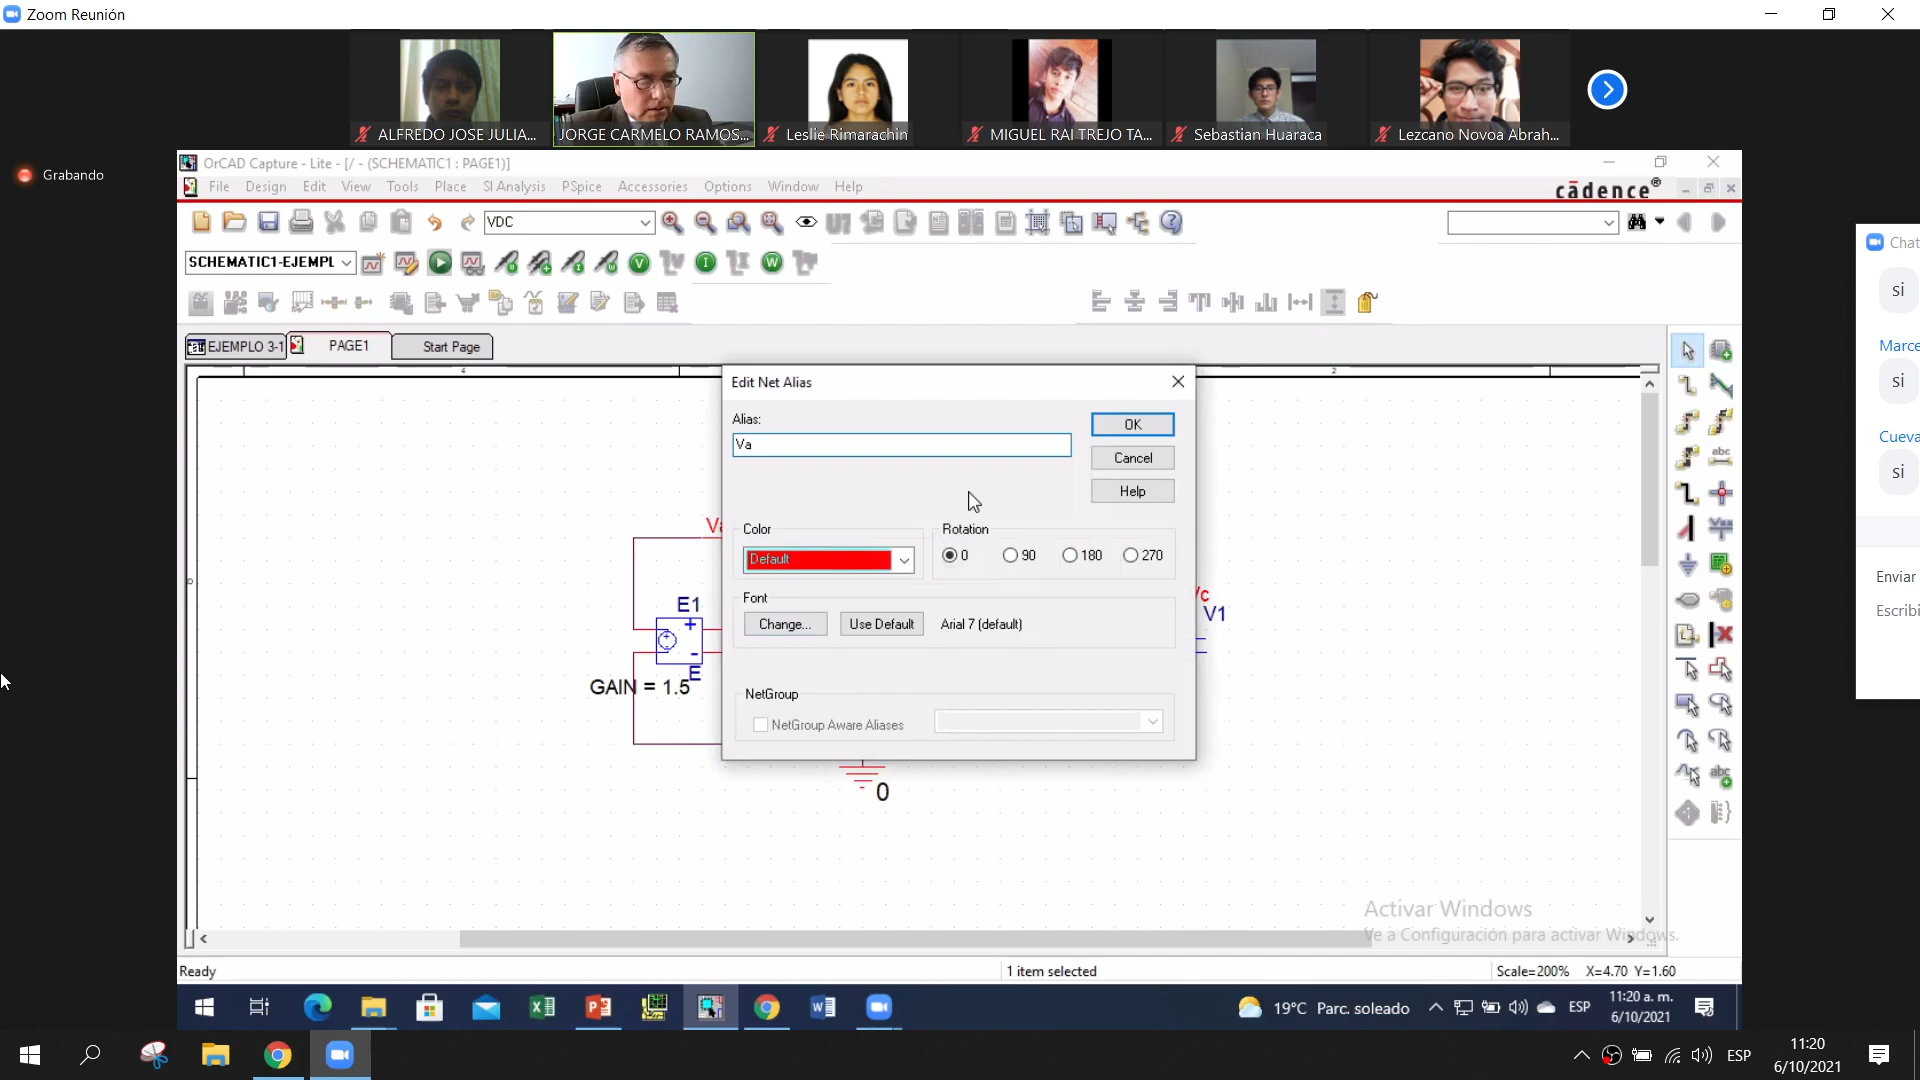 Zoom Reunión
ALFREDO JOSE JULIA...
JORGE CARMELO RAMOS...
Leslie Rimarachin
MIGUEL RAI TREJO TA...
Sebastian Huaraca
Lezcano Novoa Abrah...
Grabando
OrCAD Capture - Lite - [/ - (SCHEMATIC1 : PAGE1)]
File Design Edit View Tools Place SI Analysis PSpice Accessories Options Window Help
cādence®
VDC
SCHEMATIC1-EJEMPL
EJEMPLO 3-1
PAGE1
Start Page
4
2
Edit Net Alias
Alias:
Va
OK
Cancel
Help
Color
Default
Rotation
0
90
180
270
Font
Change...
Use Default
Arial 7 (default)
NetGroup
NetGroup Aware Aliases
E1
E
GAIN = 1.5
V1
0
Chat
si
Marce
si
Cueva
si
Enviar
Escribi
Activar Windows
Ve a Configuración para activar Windows.
Ready
1 item selected
Scale=200% X=4.70 Y=1.60
19°C Parc. soleado
ESP
11:20 a. m.
6/10/2021
ESP
11:20
6/10/2021